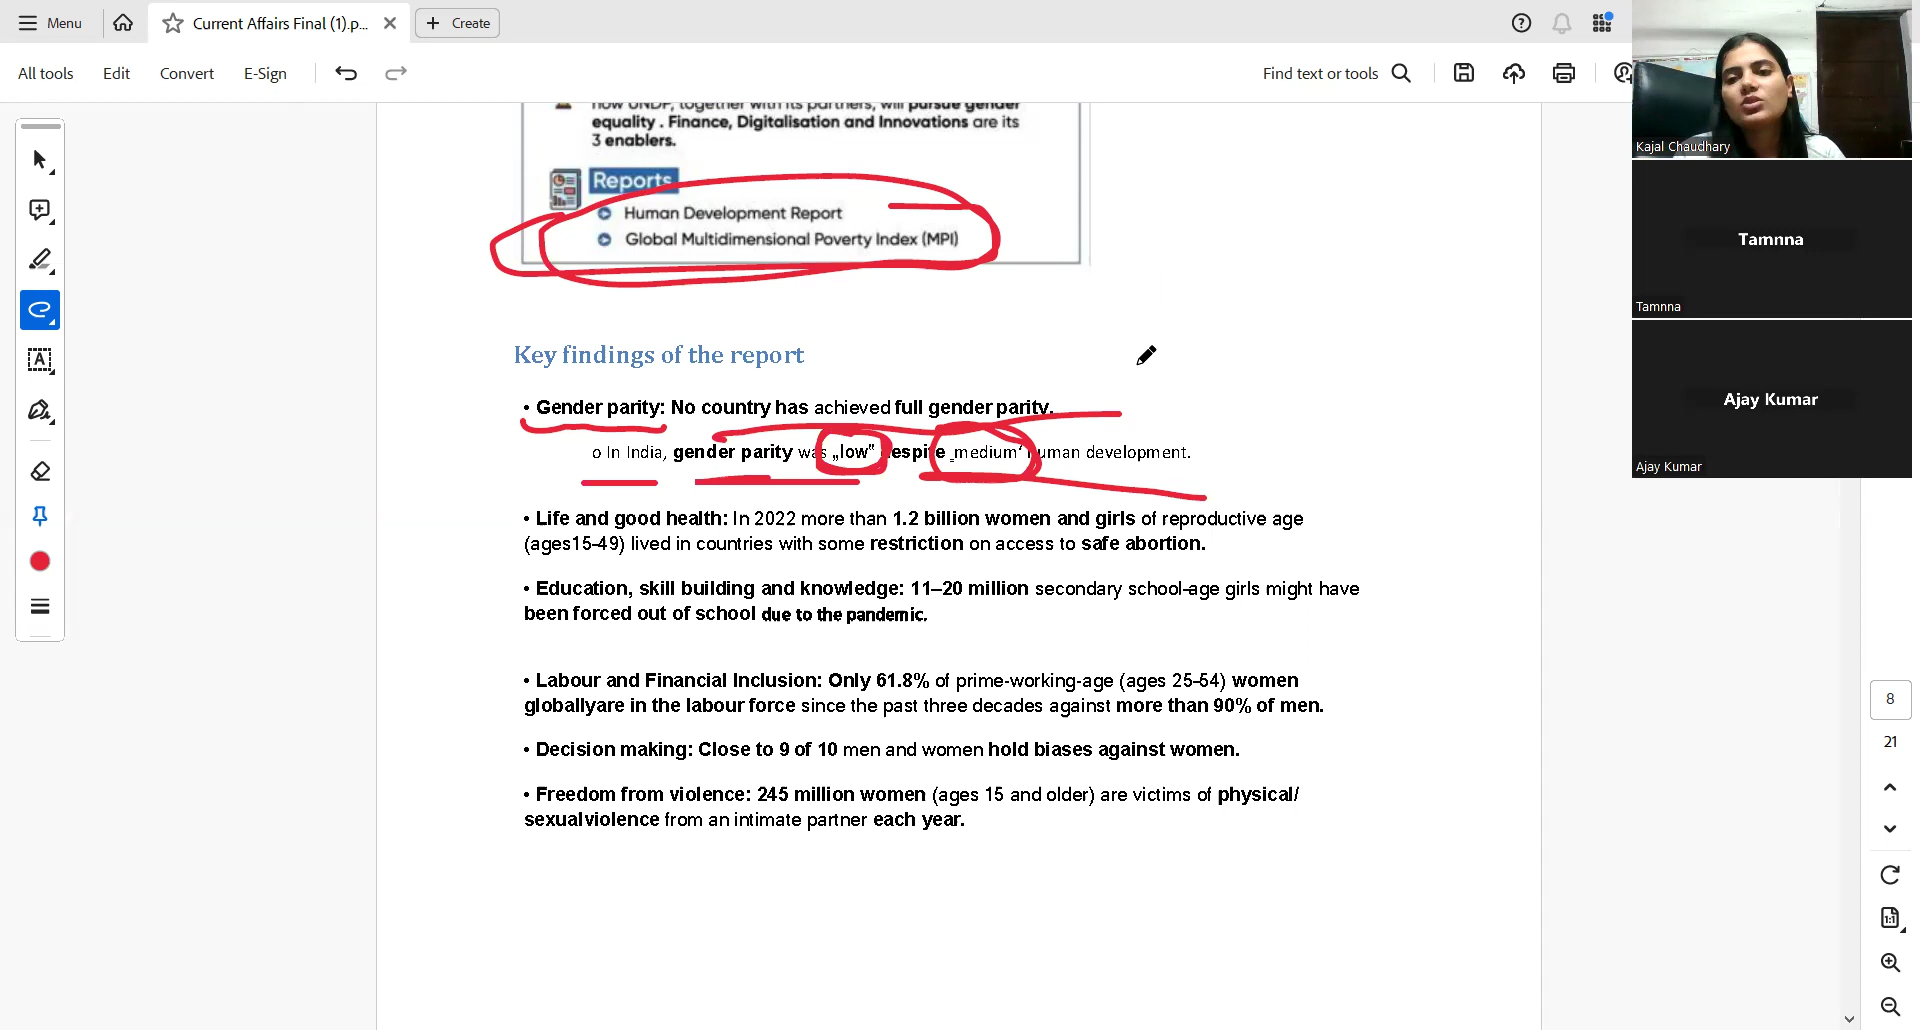 Menu
Current Affairs Final (1).p...
Create
All tools
Edit
Convert
E-Sign
Find text or tools
Kajal Chaudhary
Tamnna
Tamnna
Ajay Kumar
Ajay Kumar
now UNDP, together with its partners, will pursue gender
equality . Finance, Digitalisation and Innovations are its
3 enablers.
Reports
Human Development Report
Global Multidimensional Poverty Index (MPI)
Key findings of the report
• Gender parity: No country has achieved full gender parity.
o In India, gender parity was „low‟ despite „medium‟ human development.
• Life and good health: In 2022 more than 1.2 billion women and girls of reproductive age
(ages15-49) lived in countries with some restriction on access to safe abortion.
• Education, skill building and knowledge: 11–20 million secondary school-age girls might have
been forced out of school due to the pandemic.
• Labour and Financial Inclusion: Only 61.8% of prime-working-age (ages 25-54) women
globallyare in the labour force since the past three decades against more than 90% of men.
• Decision making: Close to 9 of 10 men and women hold biases against women.
• Freedom from violence: 245 million women (ages 15 and older) are victims of physical/
sexualviolence from an intimate partner each year.
8
21